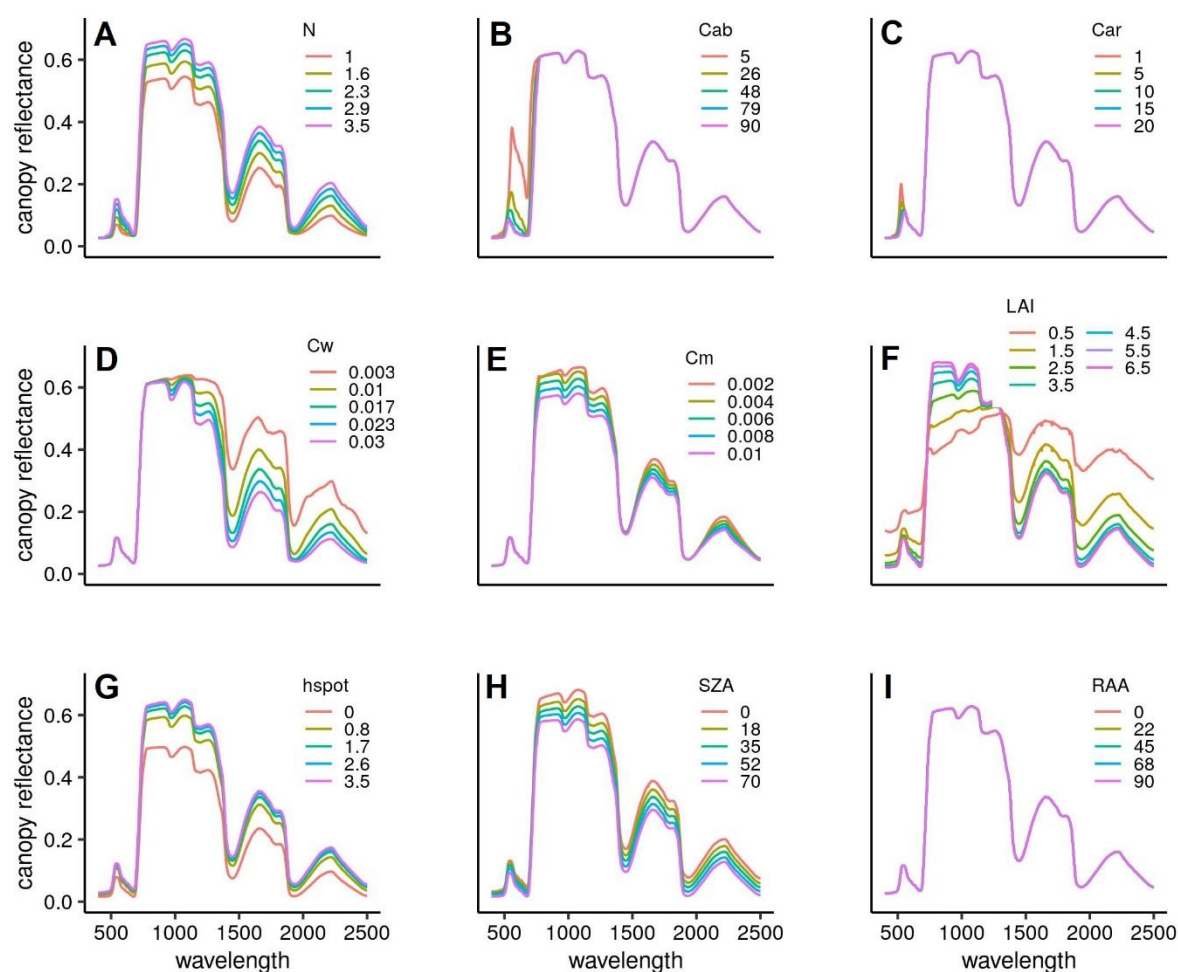 A
N
1
1.6
2.3
2.9
3.5
canopy reflectance
0.6
0.4
0.2
0.0
B
Cab
5
26
48
79
90
C
Car
1
5
10
15
20
D
Cw
0.003
0.01
0.017
0.023
0.03
canopy reflectance
0.6
0.4
0.2
0.0
E
Cm
0.002
0.004
0.006
0.008
0.01
F
LAI
0.5 4.5
1.5 5.5
2.5 6.5
3.5
G
hspot
0
0.8
1.7
2.6
3.5
canopy reflectance
0.6
0.4
0.2
0.0
500 1000 1500 2000 2500
wavelength
H
SZA
0
18
35
52
70
500 1000 1500 2000 2500
wavelength
I
RAA
0
22
45
68
90
500 1000 1500 2000 2500
wavelength